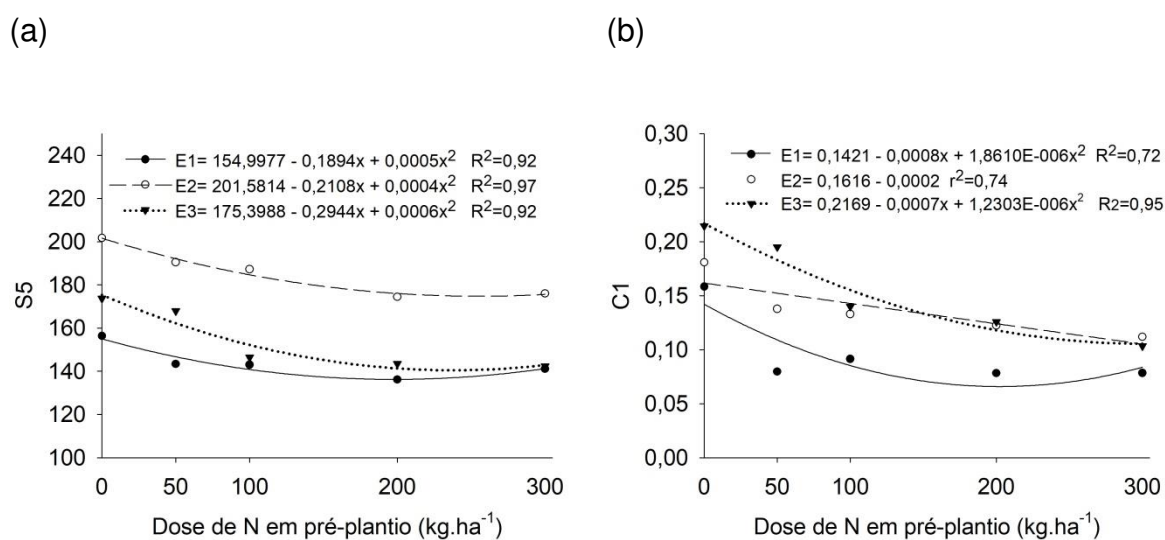 (a)
(b)
E1= 154,9977 - 0,1894x + 0,0005x² R²=0,92
E2= 201,5814 - 0,2108x + 0,0004x² R²=0,97
E3= 175,3988 - 0,2944x + 0,0006x² R²=0,92
240
220
200
180
160
140
120
100
S5
0
50
100
200
300
Dose de N em pré-plantio (kg.ha⁻¹)
E1= 0,1421 - 0,0008x + 1,8610E-006x² R²=0,72
E2= 0,1616 - 0,0002 r²=0,74
E3= 0,2169 - 0,0007x + 1,2303E-006x² R2=0,95
0,30
0,25
0,20
0,15
0,10
0,05
0,00
C1
0
50
100
200
300
Dose de N em pré-plantio (kg.ha⁻¹)